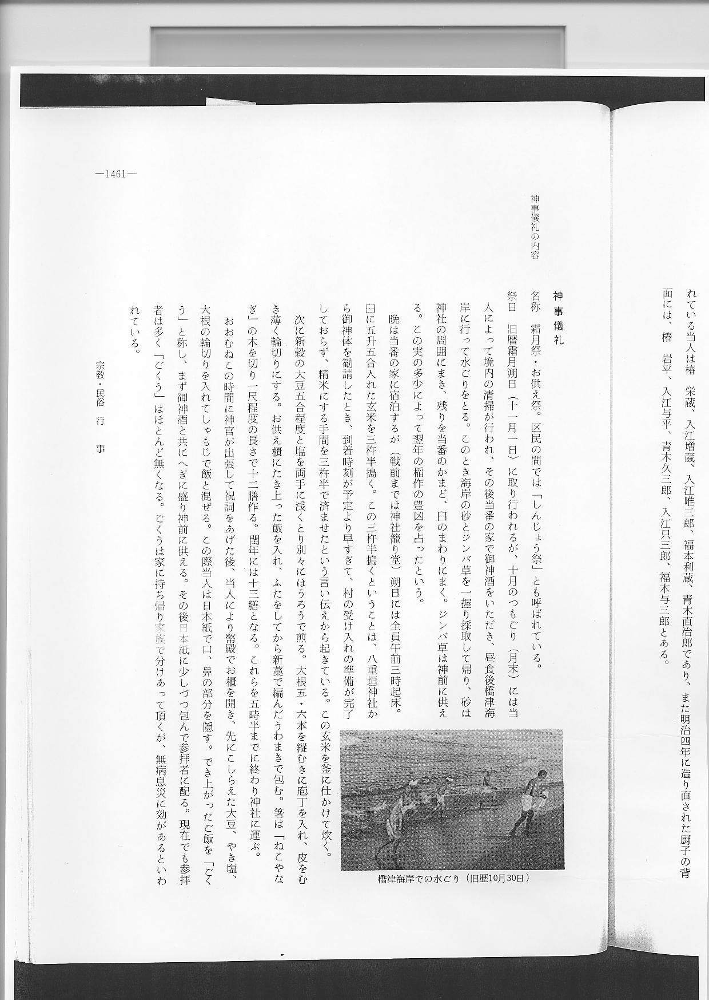 れている当人は椿　栄蔵、入江増蔵、入江唯三郎、福本利蔵、青木直治郎であり、また明治四年に造り直された厨子の背
面には、椿　岩平、入江与平、青木久三郎、入江只三郎、福本与三郎とある。
神事儀礼
神事儀礼の内容
名称　霜月祭・お供え祭。区民の間では「しんじょう祭」とも呼ばれている。
祭日　旧暦霜月朔日（十一月一日）に取り行われるが、十月のつもごり（月末）には当
人によって境内の清掃が行われ、その後当番の家で御神酒をいただき、昼食後橋津海
岸に行って水ごりをとる。このとき海岸の砂とジンバ草を一握り採取して帰り、砂は
神社の周囲にまき、残りを当番のかまど、臼のまわりにまく。ジンバ草は神前に供え
る。この実の多少によって翌年の稲作の豊凶を占ったという。
晩は当番の家に宿泊するが（戦前までは神社籠り堂）朔日には全員午前三時起床。
臼に五升五合入れた玄米を三杵半搗く。この三杵半搗くということは、八重垣神社か
ら御神体を勧請したとき、到着時刻が予定より早すぎて、村の受け入れの準備が完了
しておらず、精米にする手間を三杵半で済ませたという言い伝えから起きている。この玄米を釜に仕かけて炊く。
次に新穀の大豆五合程度と塩を両手に浅くとり別々にほうろうで煎る。大根五・六本を縦むきに庖丁を入れ、皮をむ
き薄く輪切りにする。お供え櫃にたき上った飯を入れ、ふたをしてから新藁で編んだうわまきで包む。箸は「ねこやな
ぎ」の木を切り一尺程度の長さで十二膳作る。閏年には十三膳となる。これらを五時半までに終わり神社に運ぶ。
おおむねこの時間に神官が出張して祝詞をあげた後、当人により幣殿でお櫃を開き、先にこしらえた大豆、やき塩、
大根の輪切りを入れてしゃもじで飯と混ぜる。この際当人は日本紙で口、鼻の部分を隠す。でき上がったご飯を「ごく
う」と称し、まず御神酒と共にへぎに盛り神前に供える。その後日本紙に少しづつ包んで参拝者に配る。現在でも参拝
者は多く「ごくう」はほとんど無くなる。ごくうは家に持ち帰り家族で分けあって頂くが、無病息災に効があるといわ
れている。
橋津海岸での水ごり（旧歴10月30日）
宗教・民俗　行　事
—1461—